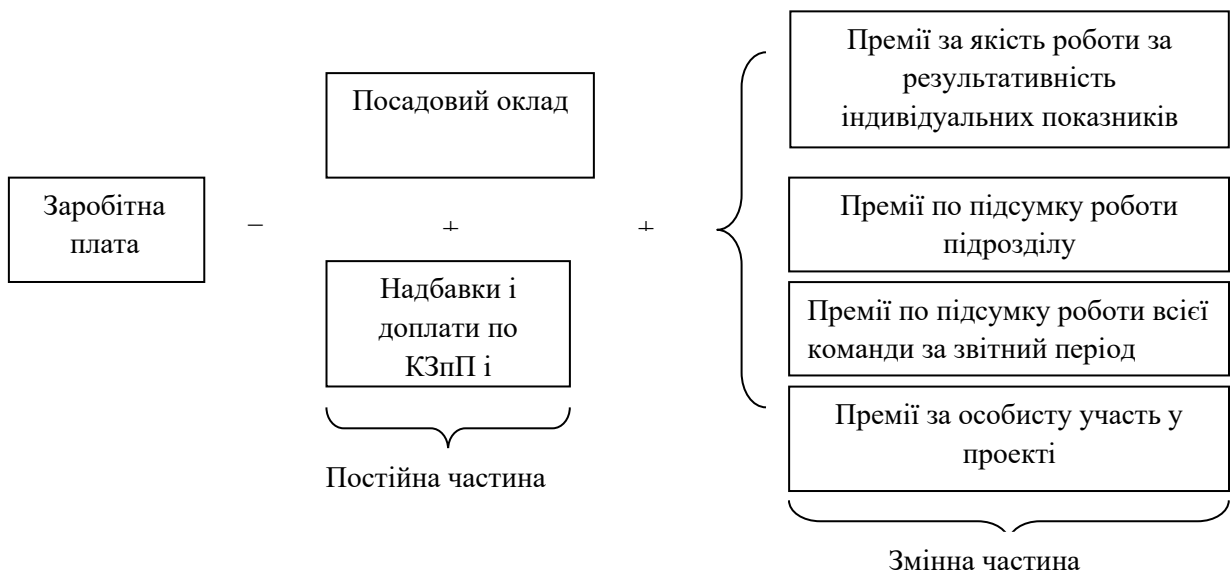 Заробітна
плата
–
Посадовий оклад
+
Надбавки і
доплати по
КЗпП і
Постійна частина
+
Премії за якість роботи за
результативність
індивідуальних показників
Премії по підсумку роботи
підрозділу
Премії по підсумку роботи всієї
команди за звітний період
Премії за особисту участь у
проекті
Змінна частина